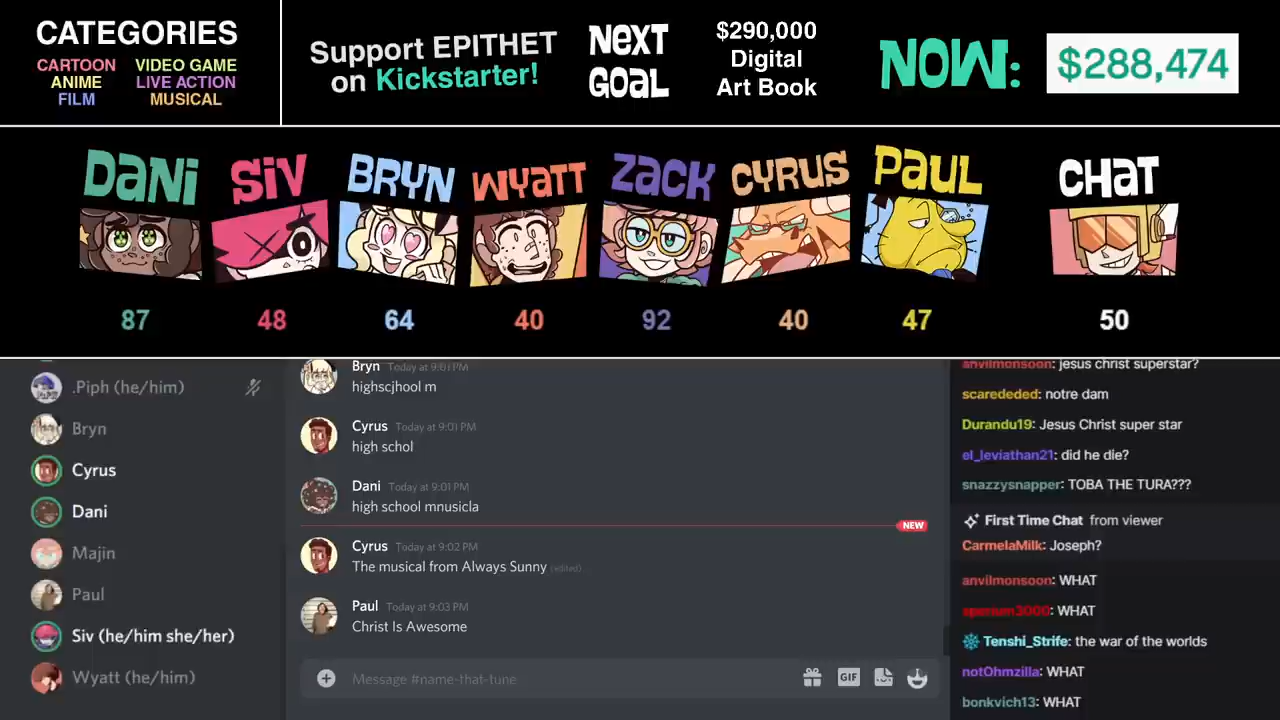 CATEGORIES
CARTOON VIDEO GAME
ANIME LIVE ACTION
FILM MUSICAL
Support EPITHET
on Kickstarter!
NEXT
GOAL
$290,000
Digital
Art Book
NOW: $288,474
DANI SIV BRYN WYATT ZACK CYRUS PAUL CHAT
87 48 64 40 92 40 47 50
.Piph (he/him)
Bryn
Cyrus
Dani
Majin
Paul
Siv (he/him she/her)
Wyatt (he/him)
Bryn Today at 9:01 PM
highscjhool m
Cyrus Today at 9:01 PM
high schol
Dani Today at 9:01 PM
high school mnusicla
NEW
Cyrus Today at 9:02 PM
The musical from Always Sunny (edited)
Paul Today at 9:03 PM
Christ Is Awesome
Message #name-that-tune
GIF
anvilmonsoon: jesus christ superstar?
scarededed: notre dam
Durandu19: Jesus Christ super star
el_leviathan21: did he die?
snazzysnapper: TOBA THE TURA???
First Time Chat from viewer
CarmelaMilk: Joseph?
anvilmonsoon: WHAT
WHAT
Tenshi_Strife: the war of the worlds
notOhmzilla: WHAT
bonkvich13: WHAT